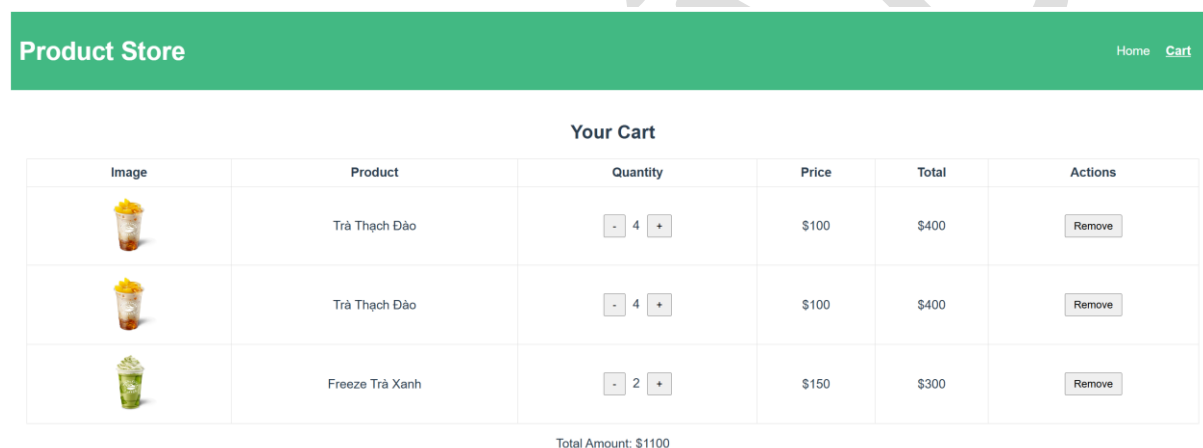 Product Store
Home Cart
Your Cart
Image Product Quantity Price Total Actions
Trà Thạch Đào - 4 + $100 $400 Remove
Trà Thạch Đào - 4 + $100 $400 Remove
Freeze Trà Xanh - 2 + $150 $300 Remove
Total Amount: $1100